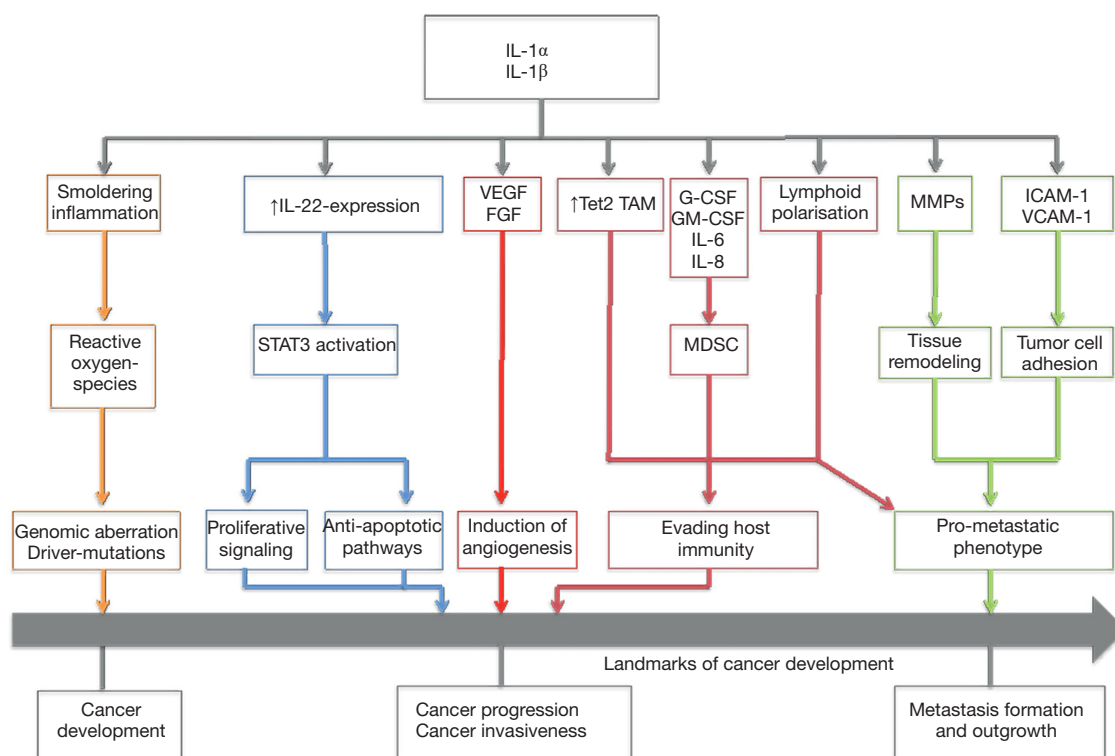 IL-1α
IL-1β
Smoldering
inflammation
↑IL-22-expression
VEGF
FGF
↑Tet2 TAM
G-CSF
GM-CSF
IL-6
IL-8
Lymphoid
polarisation
MMPs
ICAM-1
VCAM-1
Reactive
oxygen-
species
STAT3 activation
MDSC
Tissue
remodeling
Tumor cell
adhesion
Genomic aberration
Driver-mutations
Proliferative
signaling
Anti-apoptotic
pathways
Induction of
angiogenesis
Evading host
immunity
Pro-metastatic
phenotype
Landmarks of cancer development
Cancer
development
Cancer progression
Cancer invasiveness
Metastasis formation
and outgrowth